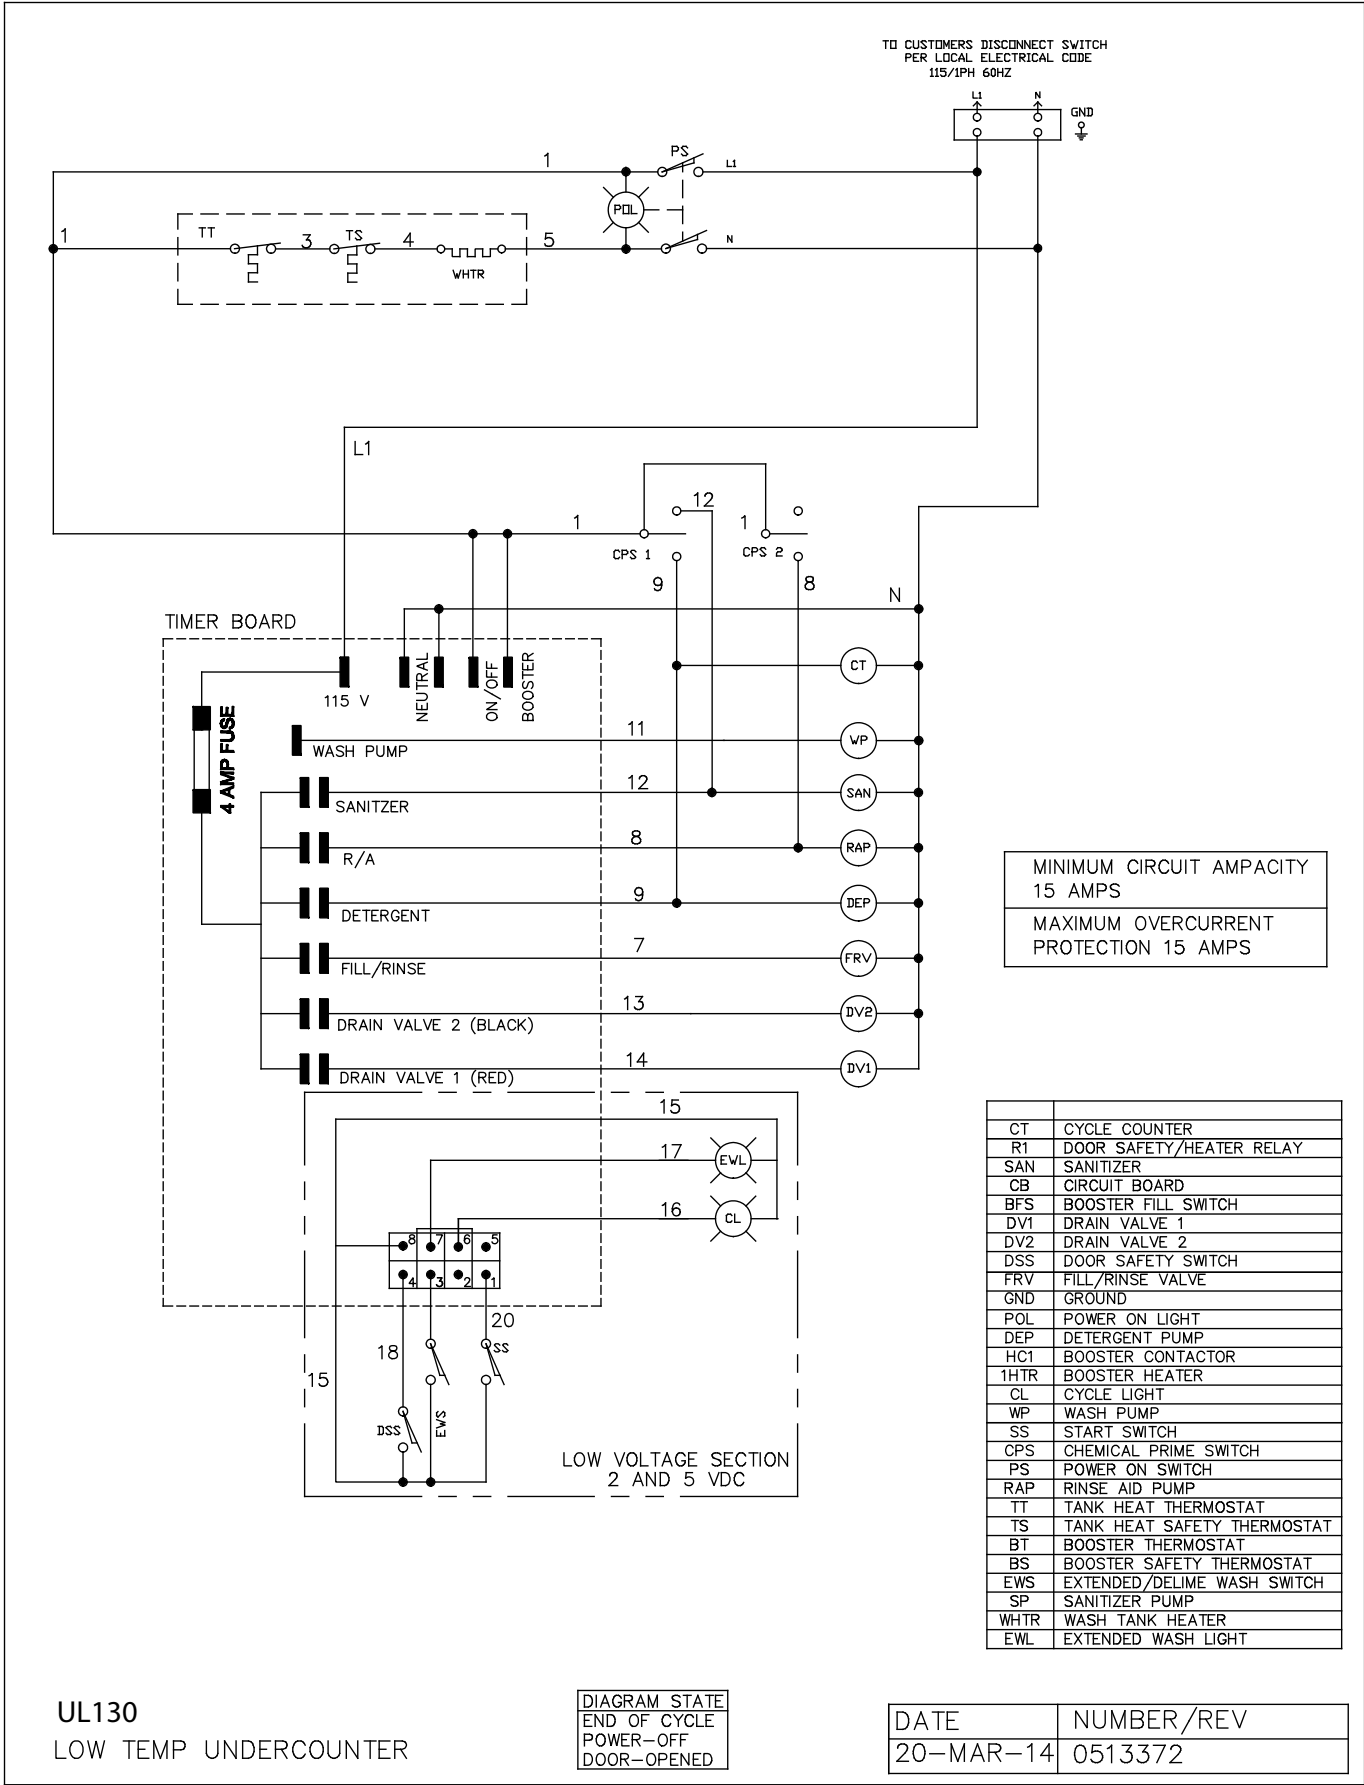 TO CUSTOMERS DISCONNECT SWITCH
PER LOCAL ELECTRICAL CODE
115/1PH 60HZ
L1 N
GND
1 PS L1
POL
1 TT 3 TS 4 5 N
WHTR
L1
12
1 1
CPS 1 CPS 2
9 8
N
TIMER BOARD
CT
115 V NEUTRAL ON/OFF BOOSTER
4 AMP FUSE
WASH PUMP 11 WP
SANITZER 12 SAN
R/A 8 RAP
DETERGENT 9 DEP
FILL/RINSE 7 FRV
DRAIN VALVE 2 (BLACK) 13 DV2
DRAIN VALVE 1 (RED) 14 DV1
MINIMUM CIRCUIT AMPACITY
15 AMPS
MAXIMUM OVERCURRENT
PROTECTION 15 AMPS
15
17 EWL
16 CL
8 7 6 5
4 3 2 1
20
18 SS
15
DSS EWS
LOW VOLTAGE SECTION
2 AND 5 VDC
CT CYCLE COUNTER
R1 DOOR SAFETY/HEATER RELAY
SAN SANITIZER
CB CIRCUIT BOARD
BFS BOOSTER FILL SWITCH
DV1 DRAIN VALVE 1
DV2 DRAIN VALVE 2
DSS DOOR SAFETY SWITCH
FRV FILL/RINSE VALVE
GND GROUND
POL POWER ON LIGHT
DEP DETERGENT PUMP
HC1 BOOSTER CONTACTOR
1HTR BOOSTER HEATER
CL CYCLE LIGHT
WP WASH PUMP
SS START SWITCH
CPS CHEMICAL PRIME SWITCH
PS POWER ON SWITCH
RAP RINSE AID PUMP
TT TANK HEAT THERMOSTAT
TS TANK HEAT SAFETY THERMOSTAT
BT BOOSTER THERMOSTAT
BS BOOSTER SAFETY THERMOSTAT
EWS EXTENDED/DELIME WASH SWITCH
SP SANITIZER PUMP
WHTR WASH TANK HEATER
EWL EXTENDED WASH LIGHT
UL130
LOW TEMP UNDERCOUNTER
DIAGRAM STATE
END OF CYCLE
POWER-OFF
DOOR-OPENED
DATE NUMBER/REV
20-MAR-14 0513372